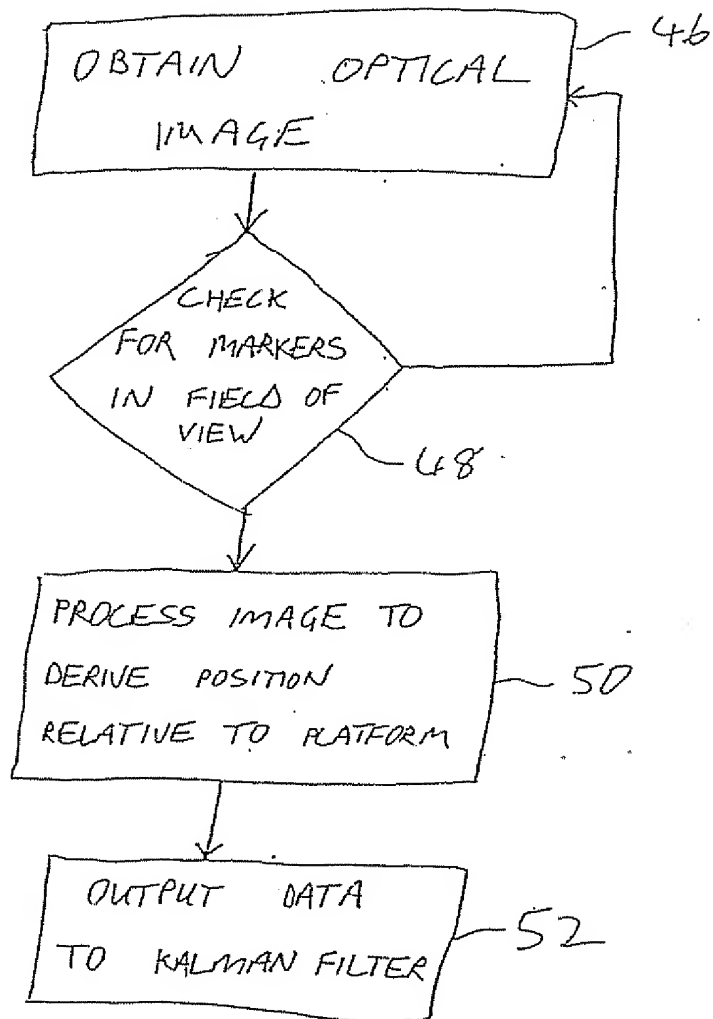 OBTAIN OPTICAL
IMAGE
46
CHECK
FOR MARKERS
IN FIELD OF
VIEW
48
PROCESS IMAGE TO
DERIVE POSITION
RELATIVE TO PLATFORM
50
OUTPUT DATA
TO KALMAN FILTER
52